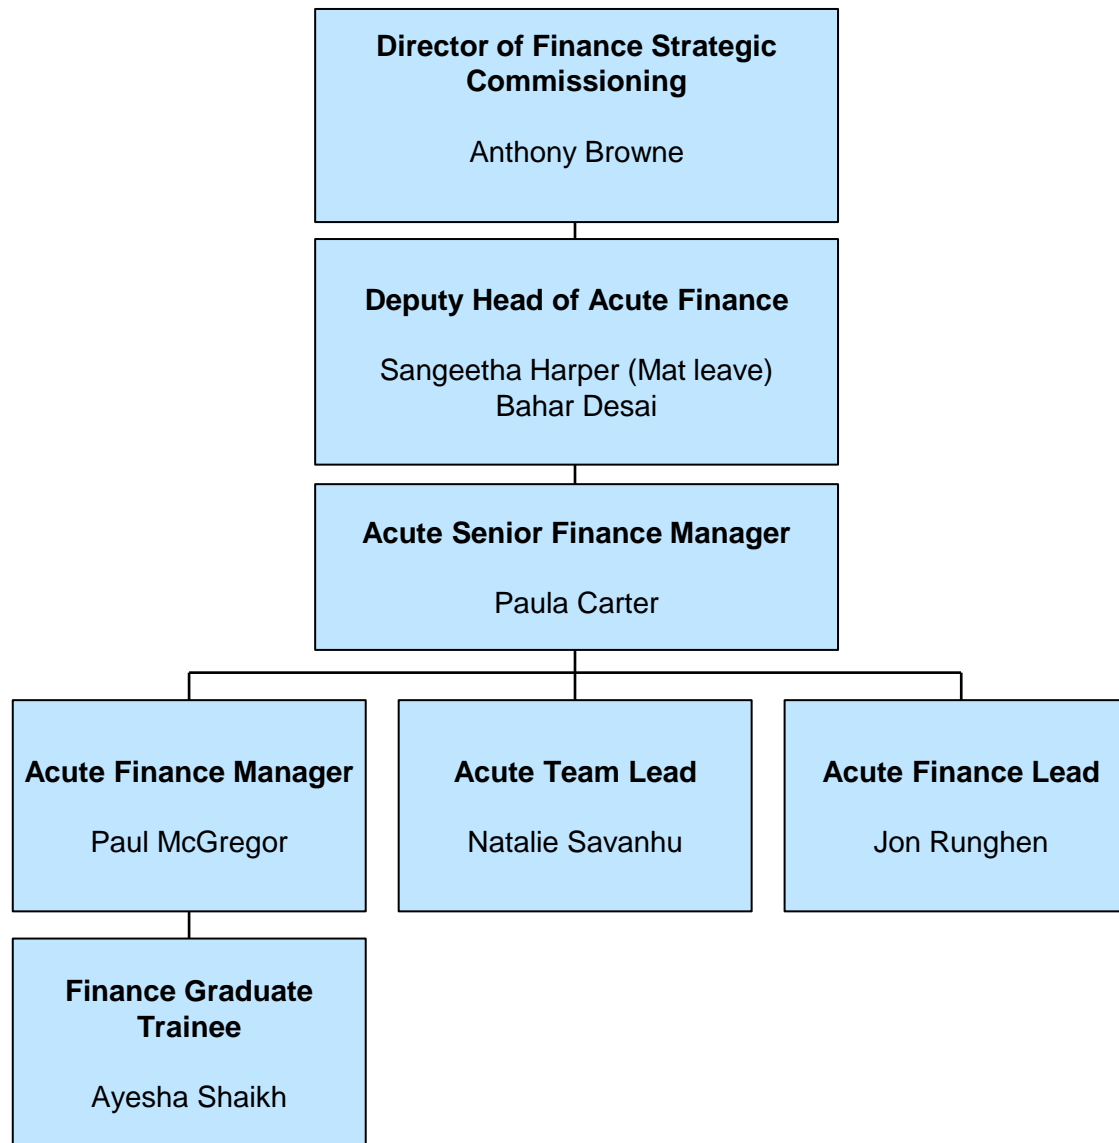 Director of Finance Strategic
Commissioning
Anthony Browne
Deputy Head of Acute Finance
Sangeetha Harper (Mat leave)
Bahar Desai
Acute Senior Finance Manager
Paula Carter
Acute Finance Manager
Paul McGregor
Acute Team Lead
Natalie Savanhu
Acute Finance Lead
Jon Runghen
Finance Graduate
Trainee
Ayesha Shaikh